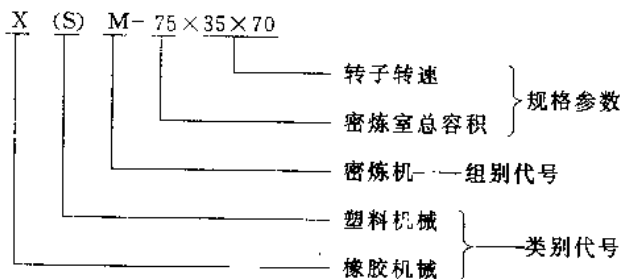 X (S) M-75×35×70
转子转速
规格参数
密炼室总容积
密炼机——组别代号
塑料机械
类别代号
橡胶机械